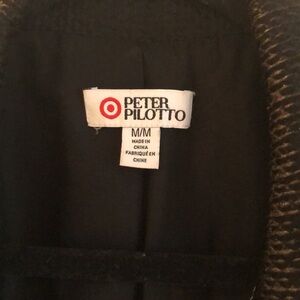 PETER
PILOTTO
M/M
MADE IN
CHINA
FABRIQUÉ EN
CHINE